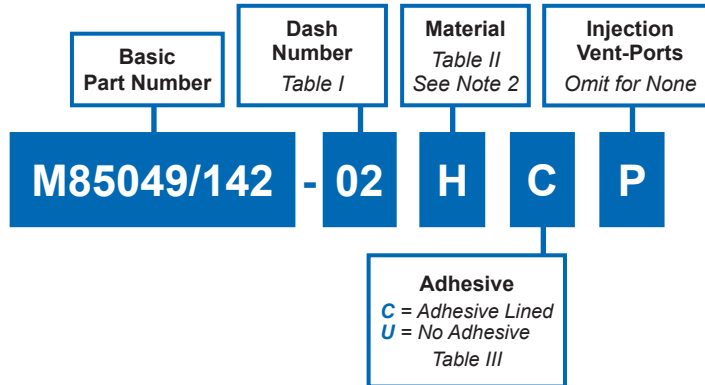 Basic
Part Number
Dash
Number
Table I
Material
Table II
See Note 2
Injection
Vent-Ports
Omit for None
M85049/142 - 02 H C P
Adhesive
C = Adhesive Lined
U = No Adhesive
Table III